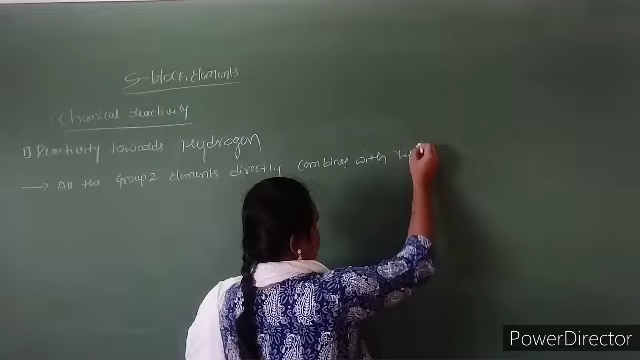 S-block Elements
Chemical reactivity
1) Reactivity towards Hydrogen
→ All the Group 2 Elements directly combines with
PowerDirector